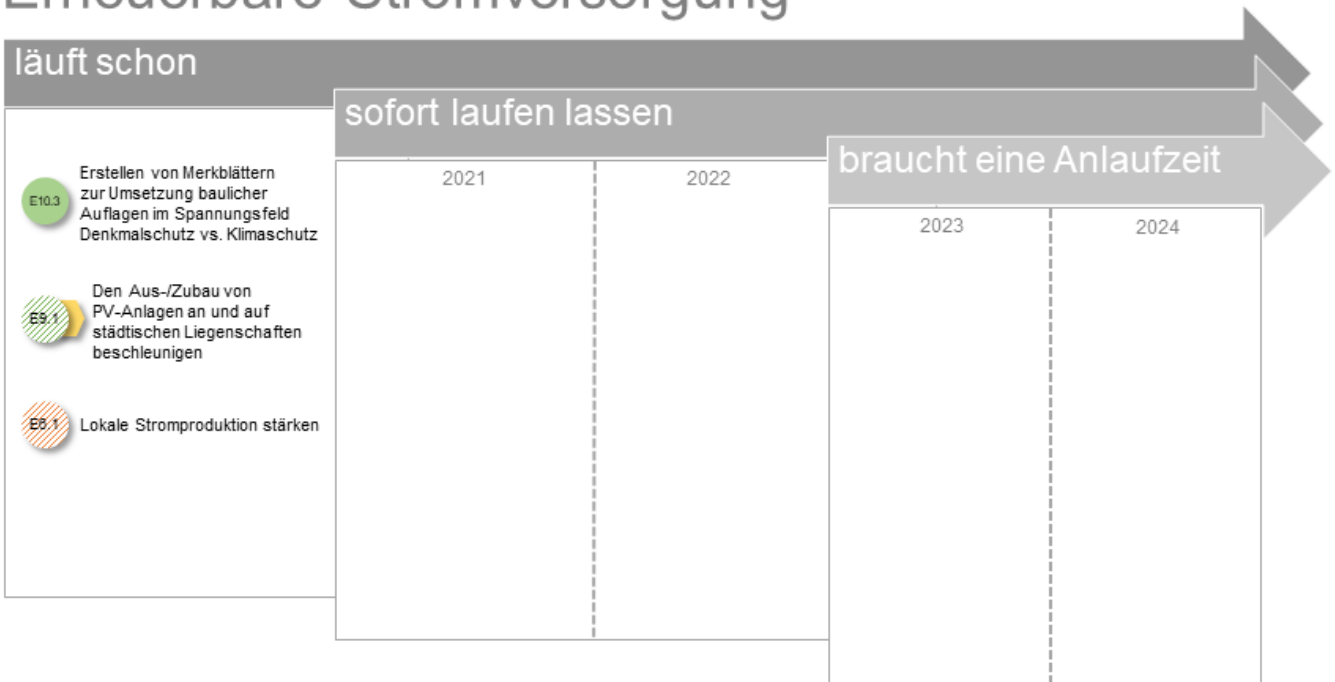 Erneuerbare Stromversorgung
läuft schon
sofort laufen lassen
braucht eine Anlaufzeit
E10.3
Erstellen von Merkblättern
zur Umsetzung baulicher
Auflagen im Spannungsfeld
Denkmalschutz vs. Klimaschutz
E9.1
Den Aus-/Zubau von
PV-Anlagen an und auf
städtischen Liegenschaften
beschleunigen
Lokale Stromproduktion stärken
2021
2022
2023
2024